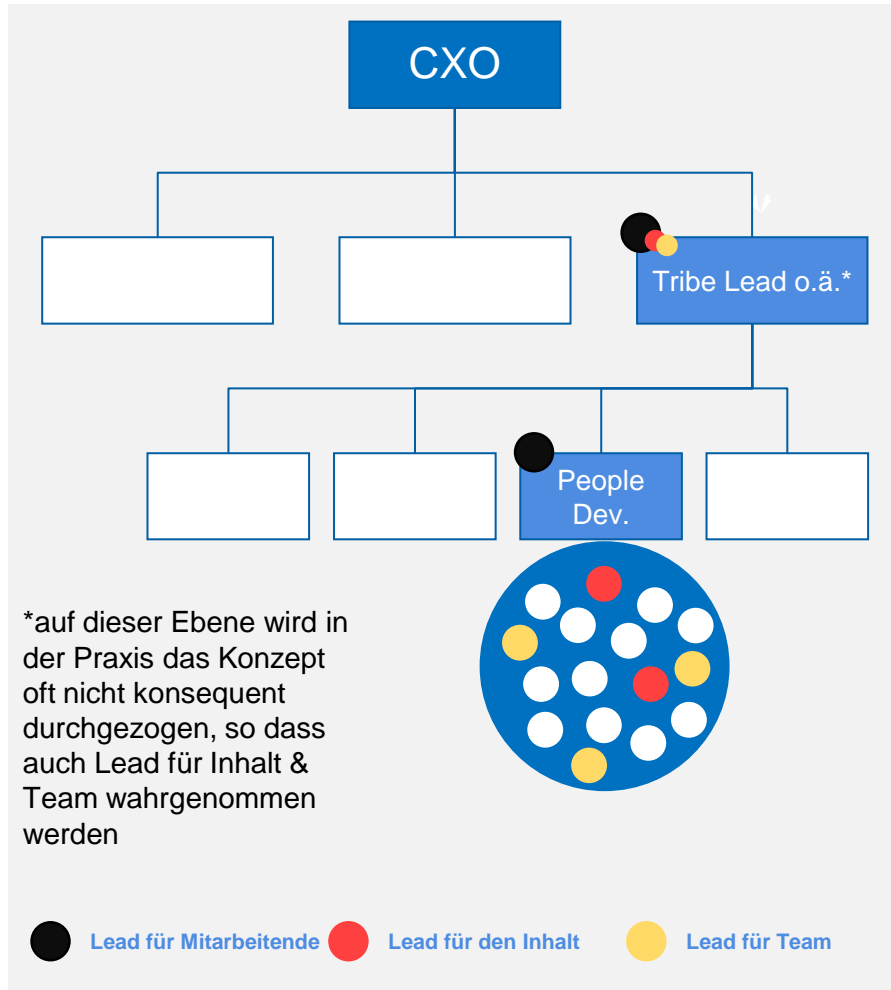 CXO
Tribe Lead o.ä.*
People
Dev.
*auf dieser Ebene wird in
der Praxis das Konzept
oft nicht konsequent
durchgezogen, so dass
auch Lead für Inhalt &
Team wahrgenommen
werden
Lead für Mitarbeitende
Lead für den Inhalt
Lead für Team